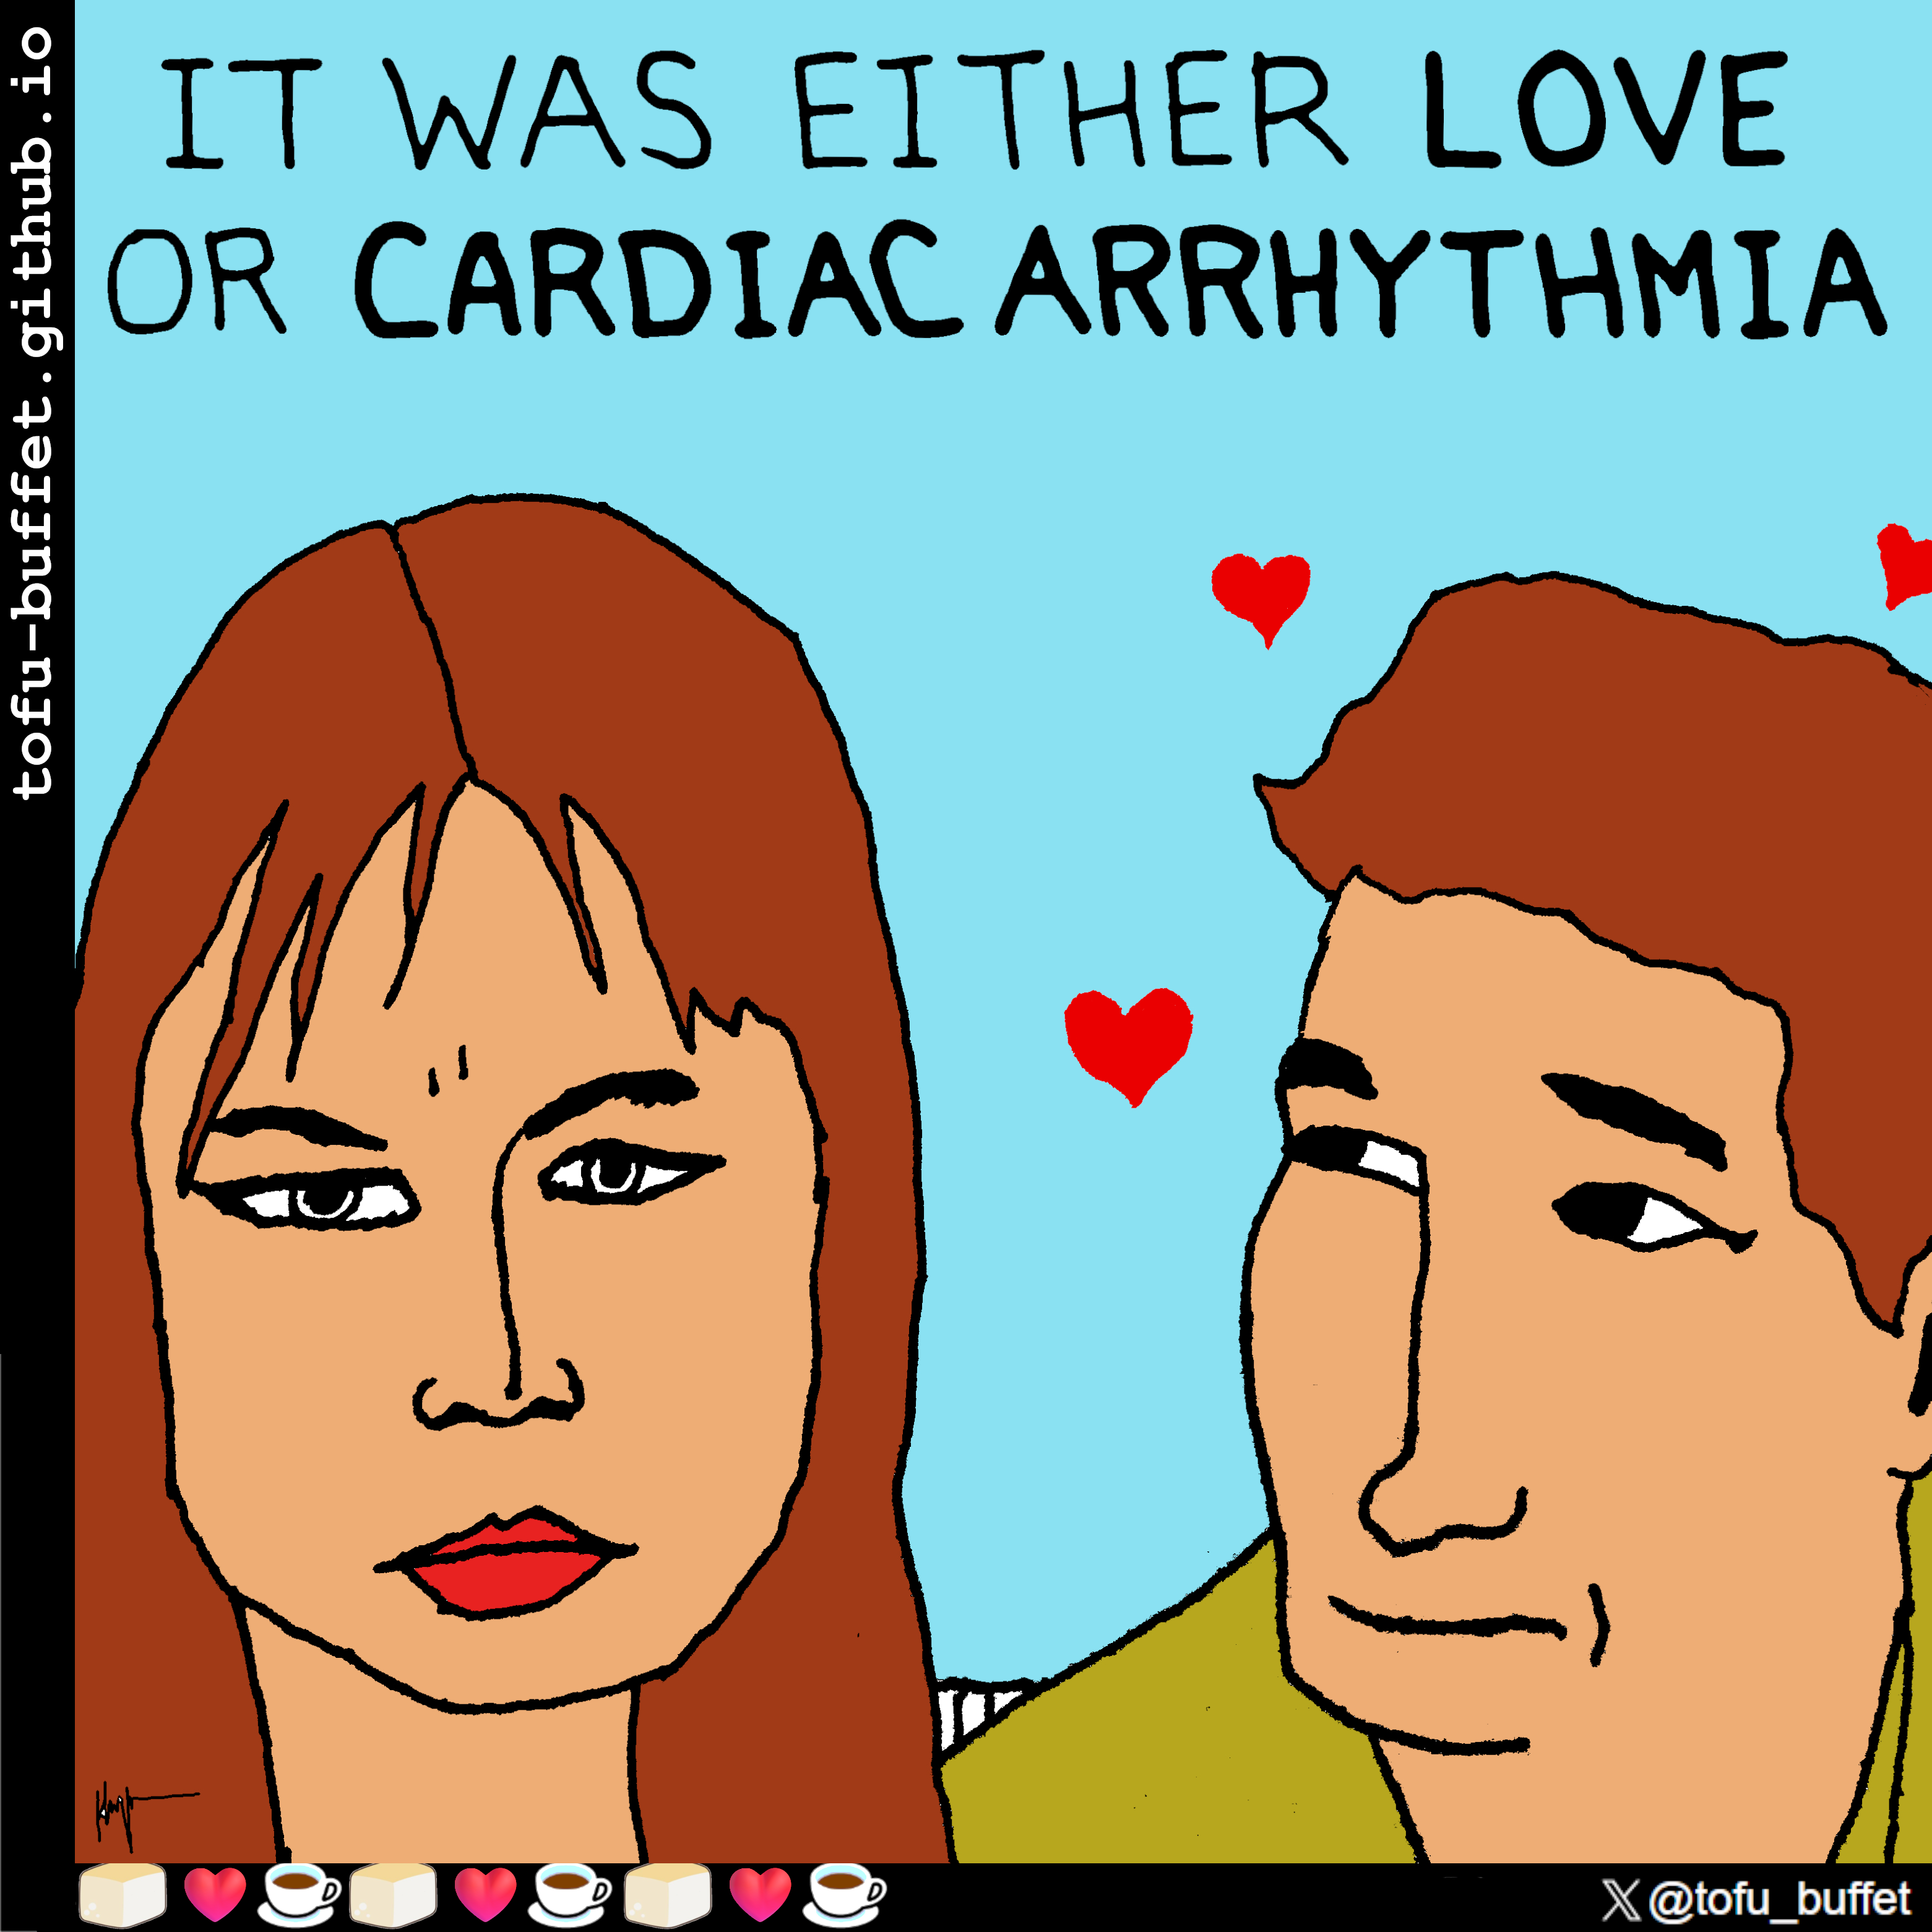 IT WAS EITHER LOVE
OR CARDIAC ARRHYTHMIA
tofu-buffet.github.io
𝕏 @tofu_buffet